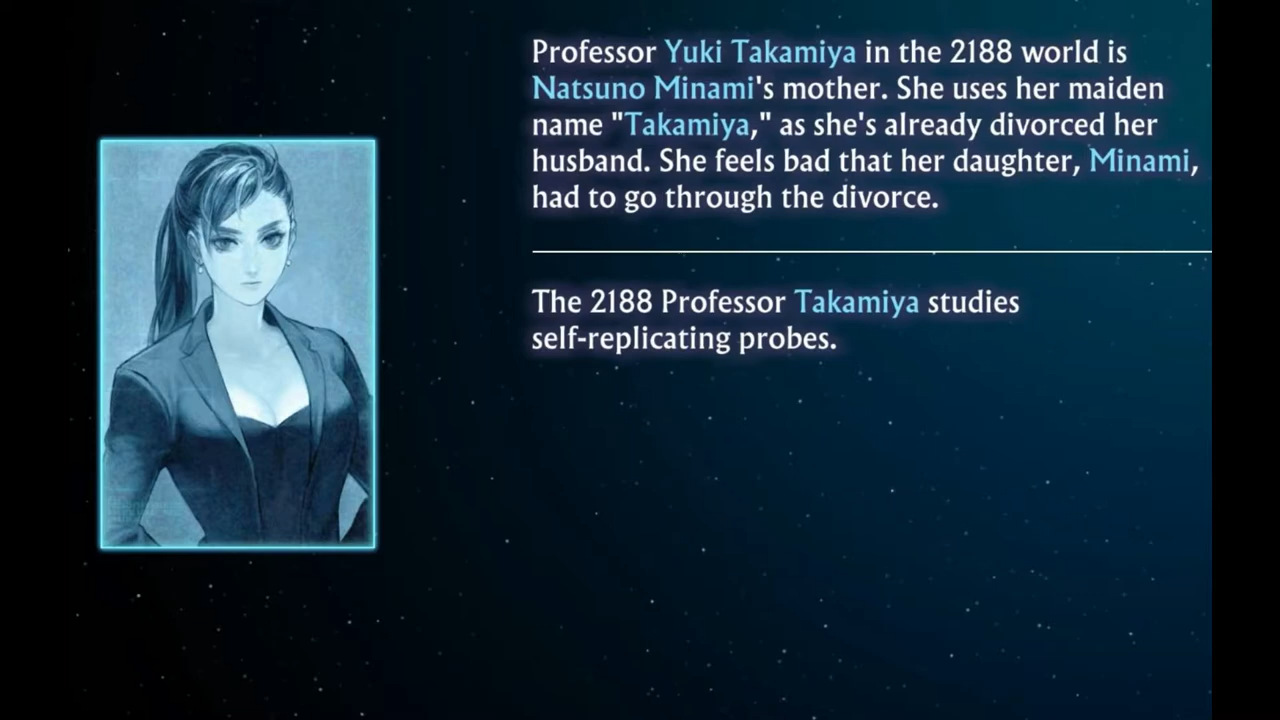 Professor Yuki Takamiya in the 2188 world is
Natsuno Minami's mother. She uses her maiden
name "Takamiya," as she's already divorced her
husband. She feels bad that her daughter, Minami,
had to go through the divorce.
The 2188 Professor Takamiya studies
self-replicating probes.